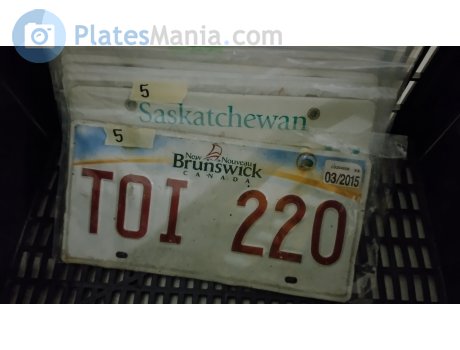 PlatesMania.com
5
Saskatchewan
5
New Nouveau
Brunswick
CANADA
03/2015
TOI 220